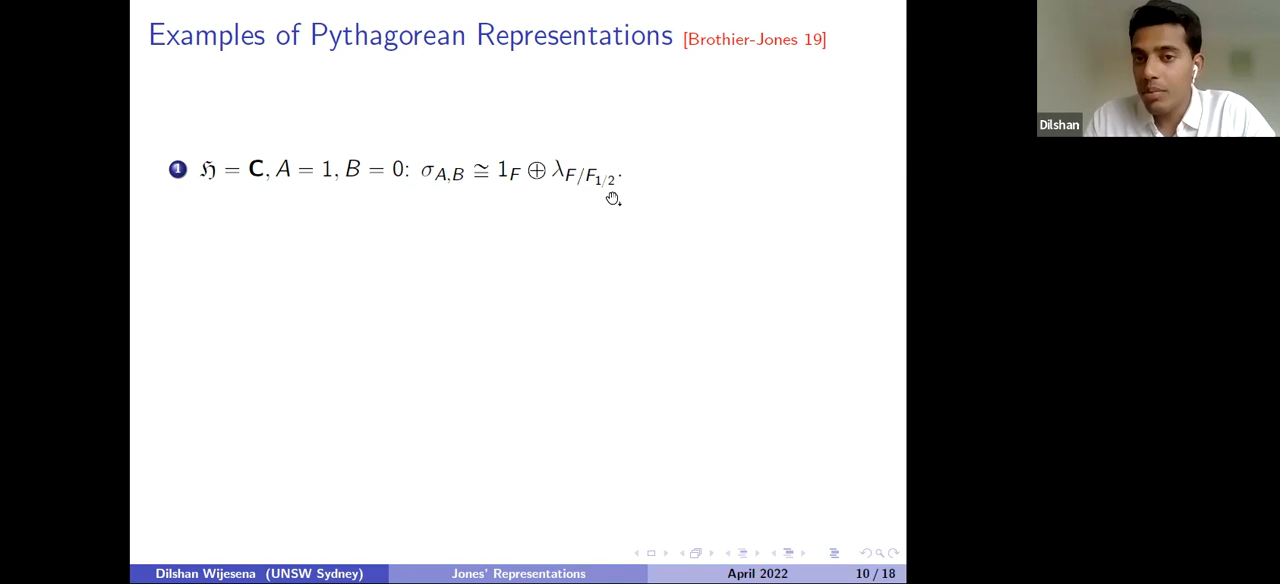 Examples of Pythagorean Representations [Brothier-Jones 19]
Dilshan
1 ℌ = C, A = 1, B = 0: σ_{A,B} ≅ 1_F ⊕ λ_{F/F_{1/2}}.
Dilshan Wijesena (UNSW Sydney) Jones' Representations April 2022 10 / 18